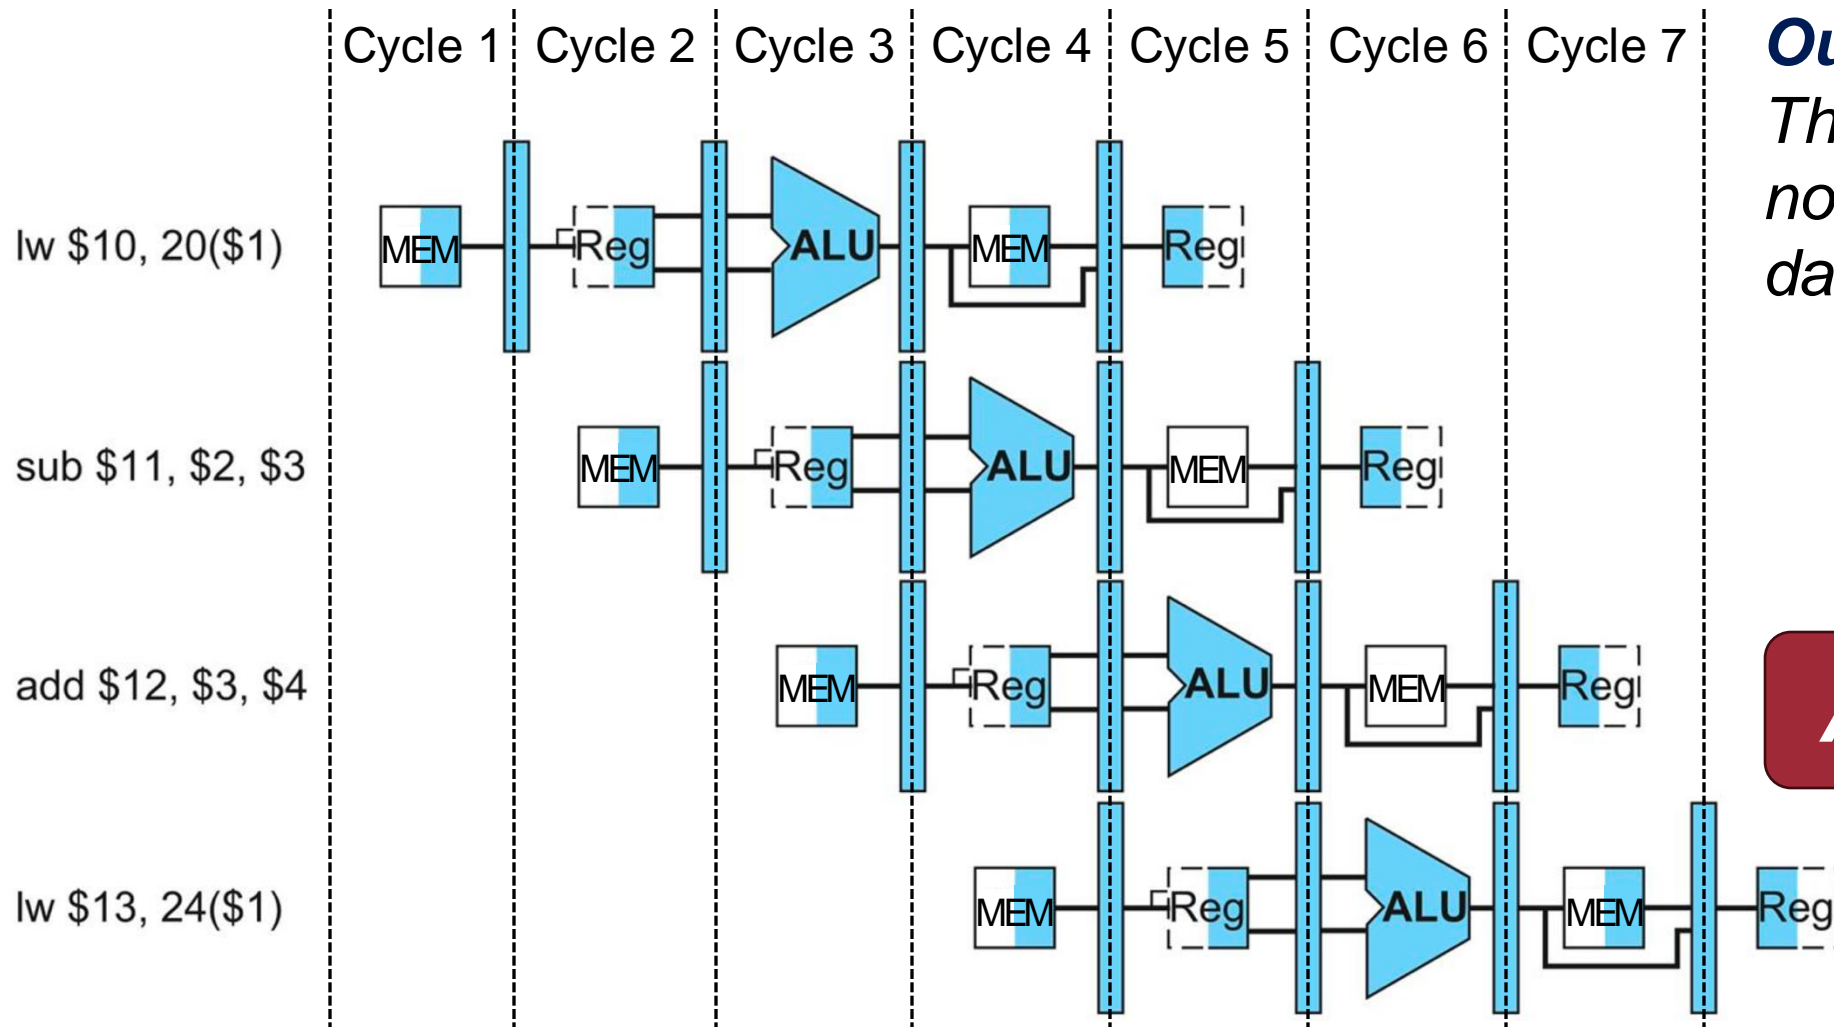 Cycle 1 Cycle 2 Cycle 3 Cycle 4 Cycle 5 Cycle 6 Cycle 7
lw $10, 20($1) MEM Reg ALU MEM Reg
sub $11, $2, $3 MEM Reg ALU MEM Reg
add $12, $3, $4 MEM Reg ALU MEM Reg
lw $13, 24($1) MEM Reg ALU MEM Reg